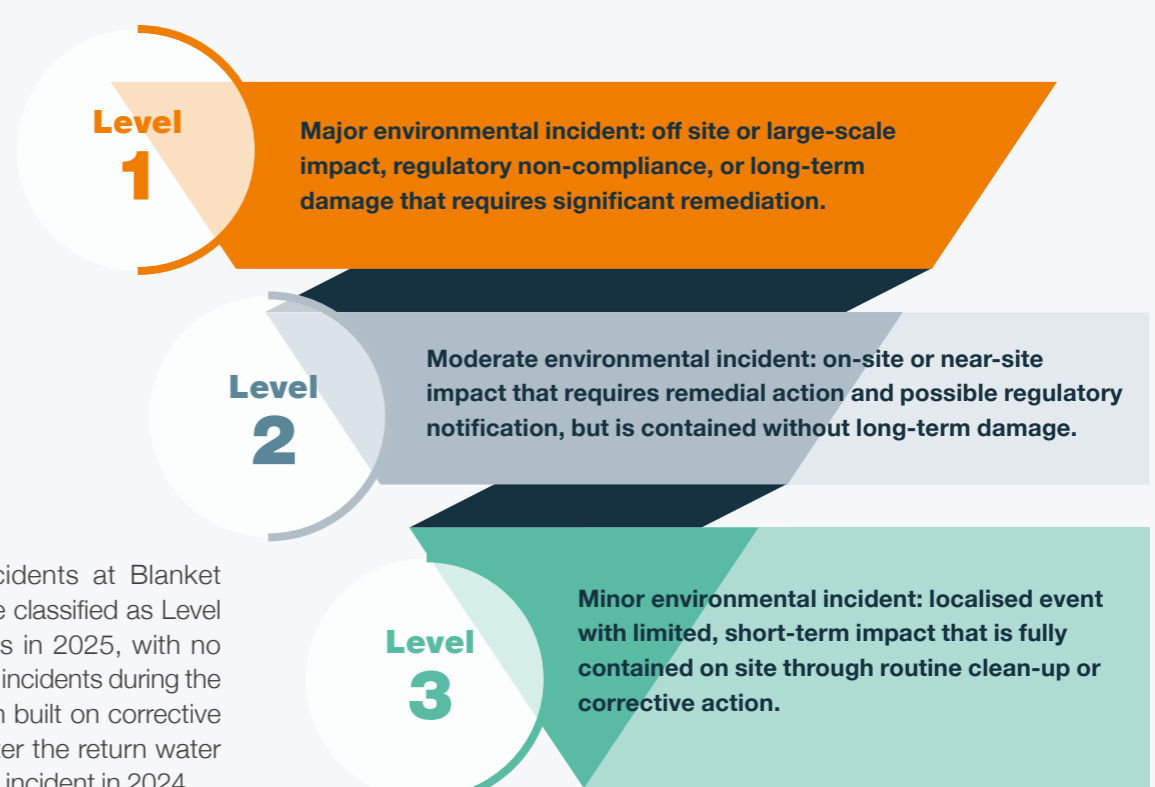 Level
1
Major environmental incident: off site or large-scale
impact, regulatory non-compliance, or long-term
damage that requires significant remediation.
Level
2
Moderate environmental incident: on-site or near-site
impact that requires remedial action and possible regulatory
notification, but is contained without long-term damage.
Level
3
Minor environmental incident: localised event
with limited, short-term impact that is fully
contained on site through routine clean-up or
corrective action.
cidents at Blanket
e classified as Level
s in 2025, with no
incidents during the
n built on corrective
ter the return water
incident in 2024.